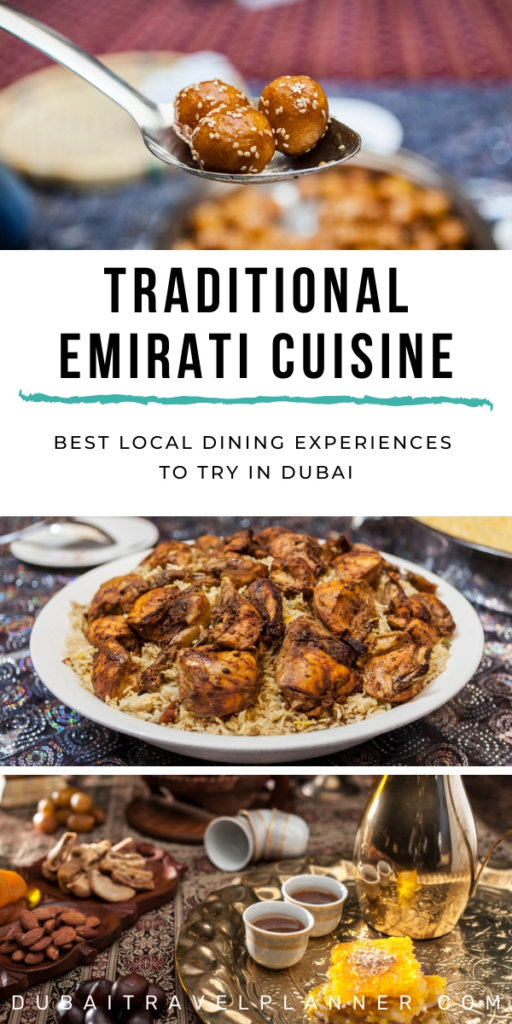 TRADITIONAL
EMIRATI CUISINE
BEST LOCAL DINING EXPERIENCES
TO TRY IN DUBAI
DUBAITRAVELPLANNER.COM